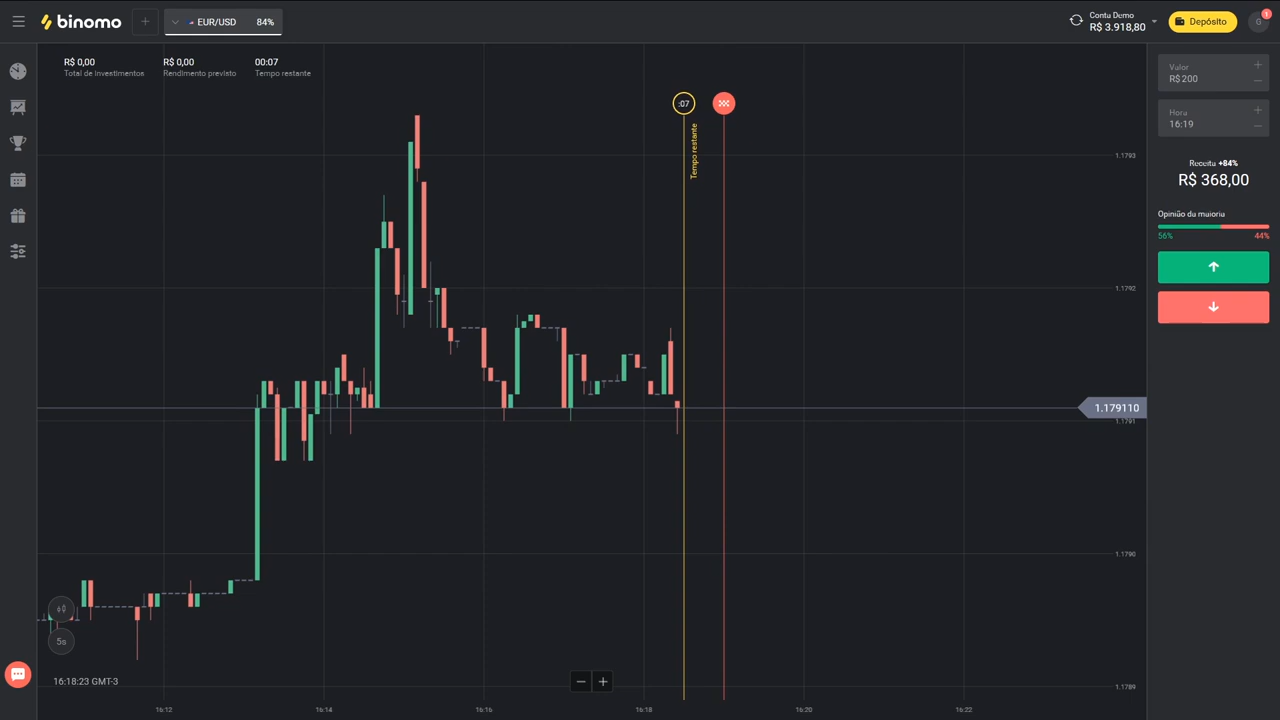 binomo
EUR/USD 84%
Conta Demo
R$ 3.918,80
Depósito
G
1
R$ 0,00
Total de investimentos
R$ 0,00
Rendimento previsto
00:07
Tempo restante
:07
Tempo restante
Valor
R$200
Hora
16:19
Receita +84%
R$ 368,00
Opinião da maioria
56%
44%
1.1793
1.1792
1.179110
1.1791
1.1790
1.1789
5s
16:18:23 GMT-3
16:12
16:14
16:16
16:18
16:20
16:22